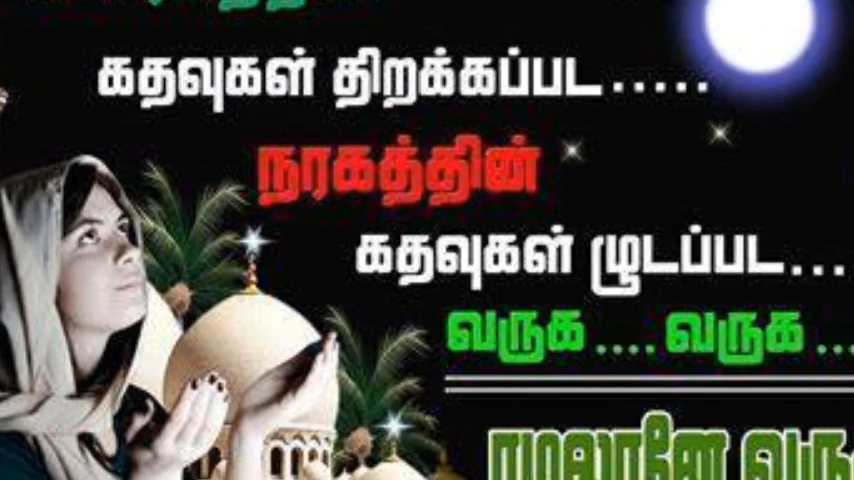 கதவுகள் திறக்கப்பட.....
நரகத்தின்
கதவுகள் மூடப்பட...
வருக .... வருக ...